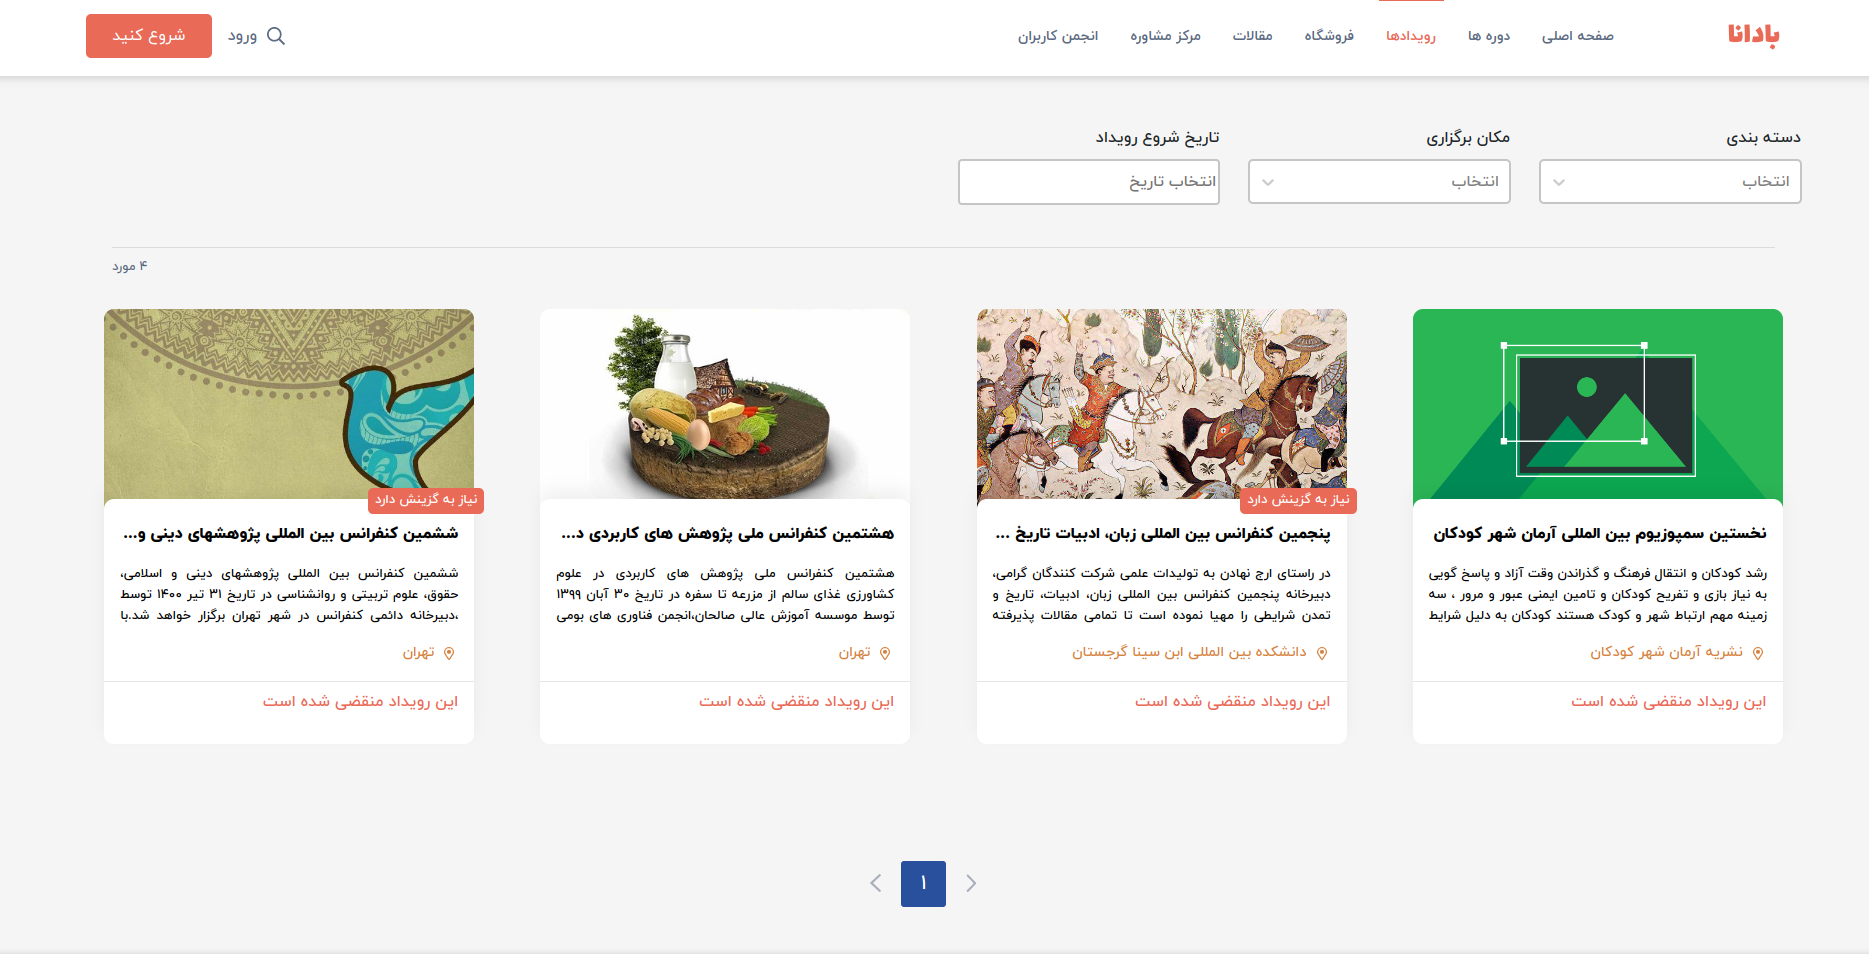 بادانا
صفحه اصلی
دوره ها
رویدادها
فروشگاه
مقالات
مرکز مشاوره
انجمن کاربران
ورود
شروع کنید
دسته بندی
انتخاب
مکان برگزاری
انتخاب
تاریخ شروع رویداد
انتخاب تاریخ
۴ مورد
نخستین سمپوزیوم بین المللی آرمان شهر کودکان
رشد کودکان و انتقال فرهنگ و گذراندن وقت آزاد و پاسخ گویی
به نیاز بازی و تفریح کودکان و تامین ایمنی عبور و مرور ، سه
زمینه مهم ارتباط شهر و کودک هستند کودکان به دلیل شرایط
نشریه آرمان شهر کودکان
این رویداد منقضی شده است
نیاز به گزینش دارد
پنجمین کنفرانس بین المللی زبان، ادبیات تاریخ ...
در راستای ارج نهادن به تولیدات علمی شرکت کنندگان گرامی،
دبیرخانه پنجمین کنفرانس بین المللی زبان، ادبیات، تاریخ و
تمدن شرایطی را مهیا نموده است تا تمامی مقالات پذیرفته
دانشکده بین المللی ابن سینا گرجستان
این رویداد منقضی شده است
هشتمین کنفرانس ملی پژوهش های کاربردی د...
هشتمین کنفرانس ملی پژوهش های کاربردی در علوم
کشاورزی غذای سالم از مزرعه تا سفره در تاریخ ۳۰ آبان ۱۳۹۹
توسط موسسه آموزش عالی صالحان،انجمن فناوری های بومی
تهران
این رویداد منقضی شده است
نیاز به گزینش دارد
ششمین کنفرانس بین المللی پژوهشهای دینی و...
ششمین کنفرانس بین المللی پژوهشهای دینی و اسلامی،
حقوق، علوم تربیتی و روانشناسی در تاریخ ۳۱ تیر ۱۴۰۰ توسط
،دبیرخانه دائمی کنفرانس در شهر تهران برگزار خواهد شد.با
تهران
این رویداد منقضی شده است
۱